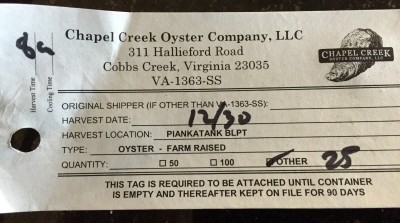 Chapel Creek Oyster Company, LLC
311 Hallieford Road
Cobbs Creek, Virginia 23035
VA-1363-SS
CHAPEL CREEK
OYSTER COMPANY, LLC
Harvest Time
8a
Cooling Time
ORIGINAL SHIPPER (IF OTHER THAN VA-1363-SS):
HARVEST DATE: 12/30
HARVEST LOCATION: PIANKATANK BLPT
TYPE: OYSTER - FARM RAISED
QUANTITY: □ 50 □ 100 □ OTHER 25
THIS TAG IS REQUIRED TO BE ATTACHED UNTIL CONTAINER
IS EMPTY AND THEREAFTER KEPT ON FILE FOR 90 DAYS